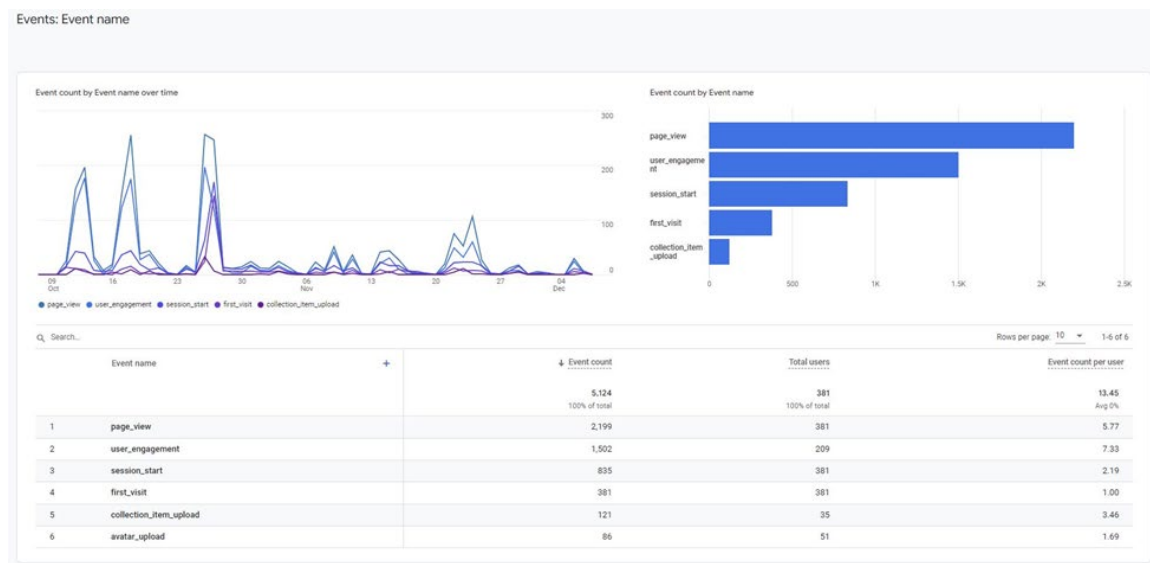 Events: Event name
Event count by Event name over time
300
200
100
0
09
Oct
16
23
30
06
Nov
13
20
27
04
Dec
page_view user_engagement session_start first_visit collection_item_upload
Event count by Event name
page_view
user_engageme
nt
session_start
first_visit
collection_item
_upload
0 500 1K 1.5K 2K 2.5K
Search...
Rows per page: 10 1-6 of 6
Event name + ↓ Event count Total users Event count per user
5,124 381 13.45
100% of total 100% of total Avg 0%
1 page_view 2,199 381 5.77
2 user_engagement 1,502 209 7.33
3 session_start 835 381 2.19
4 first_visit 381 381 1.00
5 collection_item_upload 121 35 3.46
6 avatar_upload 86 51 1.69